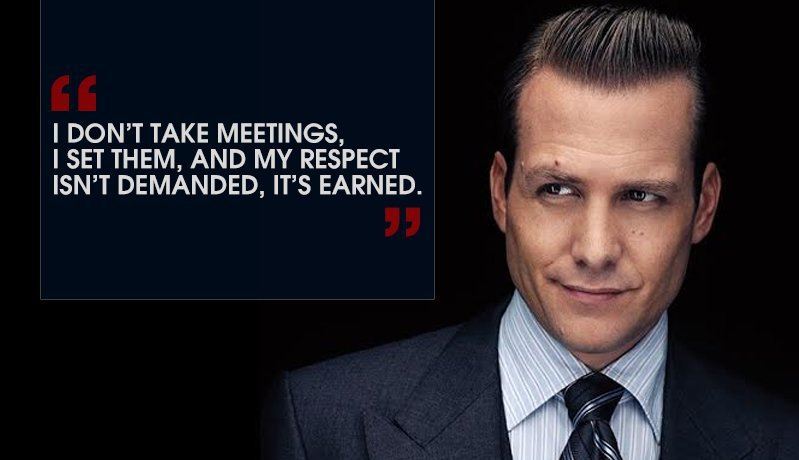 “
I DON’T TAKE MEETINGS,
I SET THEM, AND MY RESPECT
ISN’T DEMANDED, IT’S EARNED.
”